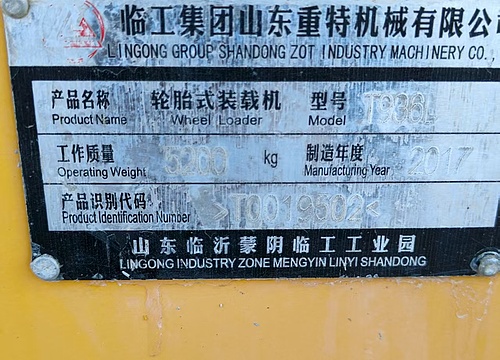 临工集团山东重特机械有限公司
LINGONG GROUP SHANDONG ZOT INDUSTRY MACHINERY CO.,
产品名称 轮胎式装载机 型号 T936L
Product Name Wheel Loader Model
工作质量 5200 kg 制造年度 2017
Operating Weight Manufacturing Year
产品识别代码 >T0019602<
Product Identification Number
山东临沂蒙阴临工工业园
LINGONG INDUSTRY ZONE MENGYIN LINYI SHANDONG